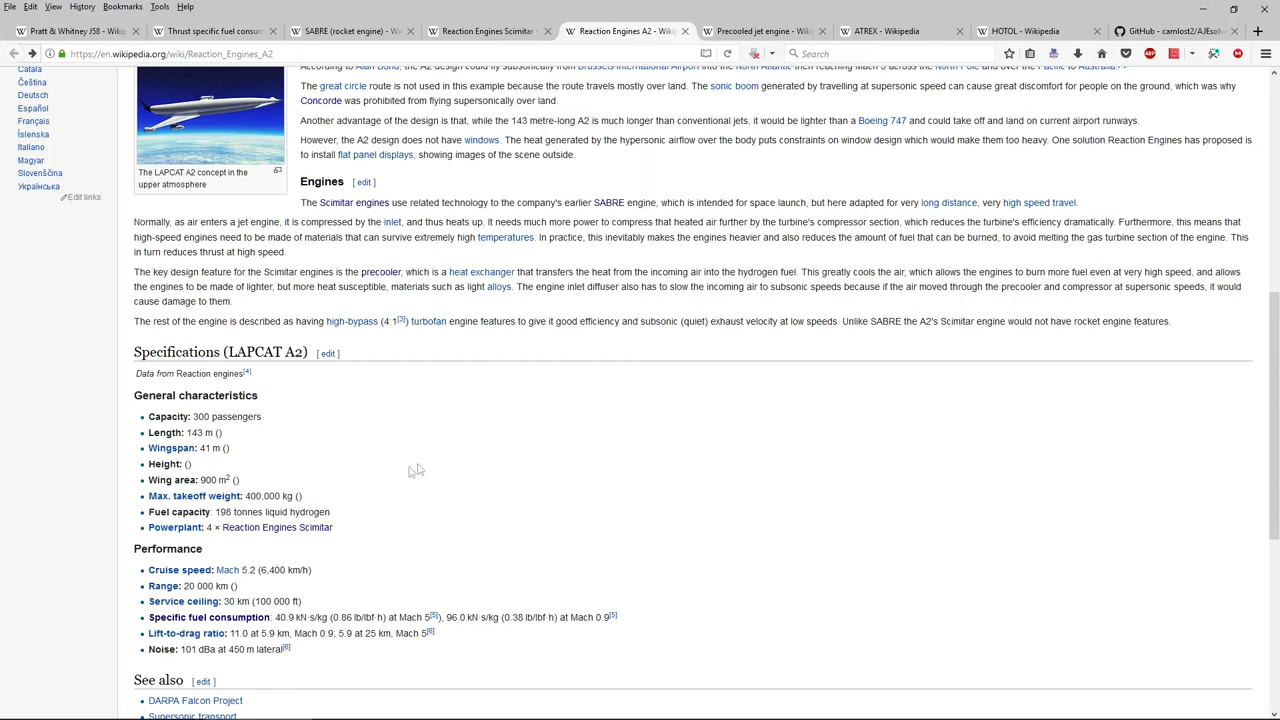 File Edit View History Bookmarks Tools Help
Pratt & Whitney J58 - Wikip
Thrust specific fuel consum
SABRE (rocket engine) - Wi
Reaction Engines Scimitar -
Reaction Engines A2 - Wiki
Precooled jet engine - Wiki
ATREX - Wikipedia
HOTOL - Wikipedia
GitHub - camlost2/AJEsolv
https://en.wikipedia.org/wiki/Reaction_Engines_A2
Search
Català
Čeština
Deutsch
Español
Français
Íslenska
Italiano
Magyar
Slovenščina
Українська
Edit links
The LAPCAT A2 concept in the
upper atmosphere
According to Alan Bond, the A2 design could fly subsonically from Brussels International Airport into the North Atlantic then reaching Mach 5 across the North Pole and over the Pacific to Australia.
The great circle route is not used in this example because the route travels mostly over land. The sonic boom generated by travelling at supersonic speed can cause great discomfort for people on the ground, which was why
Concorde was prohibited from flying supersonically over land.
Another advantage of the design is that, while the 143 metre-long A2 is much longer than conventional jets, it would be lighter than a Boeing 747 and could take off and land on current airport runways.
However, the A2 design does not have windows. The heat generated by the hypersonic airflow over the body puts constraints on window design which would make them too heavy. One solution Reaction Engines has proposed is
to install flat panel displays, showing images of the scene outside.
Engines [ edit ]
The Scimitar engines use related technology to the company's earlier SABRE engine, which is intended for space launch, but here adapted for very long distance, very high speed travel.
Normally, as air enters a jet engine, it is compressed by the inlet, and thus heats up. It needs much more power to compress that heated air further by the turbine's compressor section, which reduces the turbine's efficiency dramatically. Furthermore, this means that
high-speed engines need to be made of materials that can survive extremely high temperatures. In practice, this inevitably makes the engines heavier and also reduces the amount of fuel that can be burned, to avoid melting the gas turbine section of the engine. This
in turn reduces thrust at high speed.
The key design feature for the Scimitar engines is the precooler, which is a heat exchanger that transfers the heat from the incoming air into the hydrogen fuel. This greatly cools the air, which allows the engines to burn more fuel even at very high speed, and allows
the engines to be made of lighter, but more heat susceptible, materials such as light alloys. The engine inlet diffuser also has to slow the incoming air to subsonic speeds because if the air moved through the precooler and compressor at supersonic speeds, it would
cause damage to them.
The rest of the engine is described as having high-bypass (4:1[3]) turbofan engine features to give it good efficiency and subsonic (quiet) exhaust velocity at low speeds. Unlike SABRE the A2's Scimitar engine would not have rocket engine features.
Specifications (LAPCAT A2) [ edit ]
Data from Reaction engines[4]
General characteristics
Capacity: 300 passengers
Length: 143 m ()
Wingspan: 41 m ()
Height: ()
Wing area: 900 m2 ()
Max. takeoff weight: 400,000 kg ()
Fuel capacity: 198 tonnes liquid hydrogen
Powerplant: 4 × Reaction Engines Scimitar
Performance
Cruise speed: Mach 5.2 (6,400 km/h)
Range: 20 000 km ()
Service ceiling: 30 km (100 000 ft)
Specific fuel consumption: 40.9 kN·s/kg (0.86 lb/lbf·h) at Mach 5[5]), 96.0 kN·s/kg (0.38 lb/lbf·h) at Mach 0.9[5]
Lift-to-drag ratio: 11.0 at 5.9 km, Mach 0.9; 5.9 at 25 km, Mach 5[6]
Noise: 101 dBa at 450 m lateral[6]
See also [ edit ]
DARPA Falcon Project
Supersonic transport